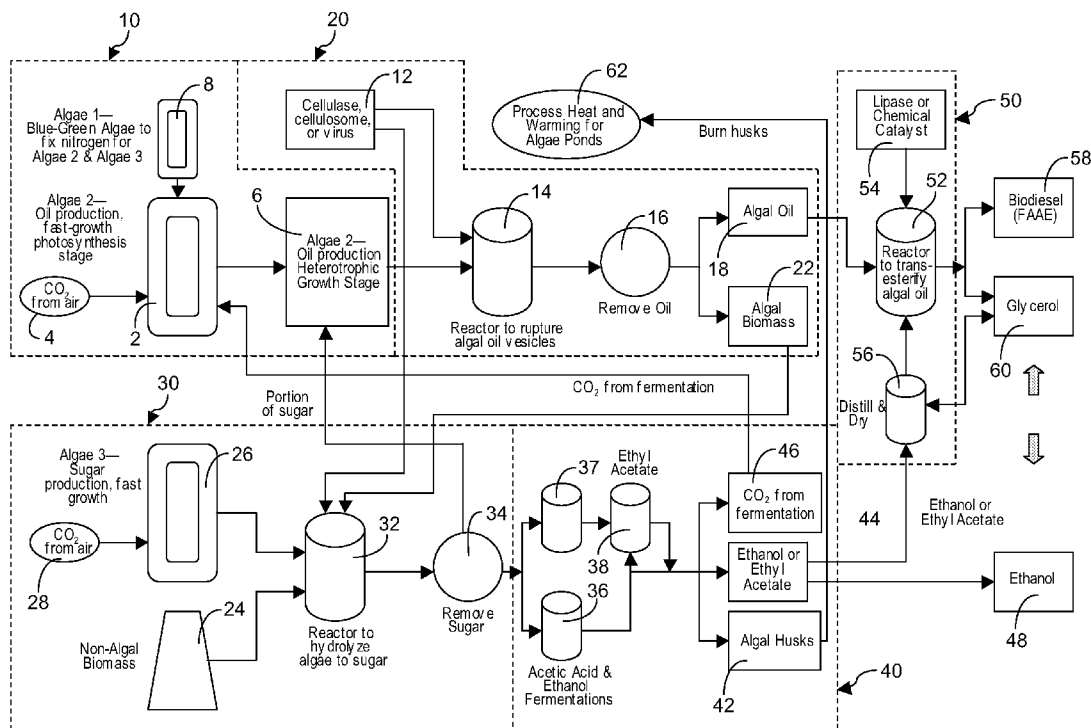 10
20
8
Algae 1—
Blue-Green Algae to
fix nitrogen for
Algae 2 & Algae 3
Algae 2—
Oil production,
fast-growth
photosynthesis
stage
CO2
from air
4
2
6
Algae 2—
Oil production
Heterotrophic
Growth Stage
12
Cellulase,
cellulosome,
or virus
14
Reactor to rupture
algal oil vesicles
16
Remove Oil
62
Process Heat and
Warming for
Algae Ponds
Burn husks
Algal Oil
18
22
Algal
Biomass
50
Lipase or
Chemical
Catalyst
54
52
Reactor
to trans-
esterify
algal oil
56
Distill &
Dry
58
Biodiesel
(FAAE)
Glycerol
60
30
Portion
of sugar
CO2 from fermentation
Algae 3—
Sugar
production, fast
growth
26
CO2
from air
28
24
Non-Algal
Biomass
32
Reactor to
hydrolyze
algae to sugar
34
Remove
Sugar
37
Ethyl
Acetate
38
36
Acetic Acid &
Ethanol
Fermentations
46
CO2 from
fermentation
44
Ethanol or
Ethyl
Acetate
Algal Husks
42
Ethanol or
Ethyl Acetate
Ethanol
48
40